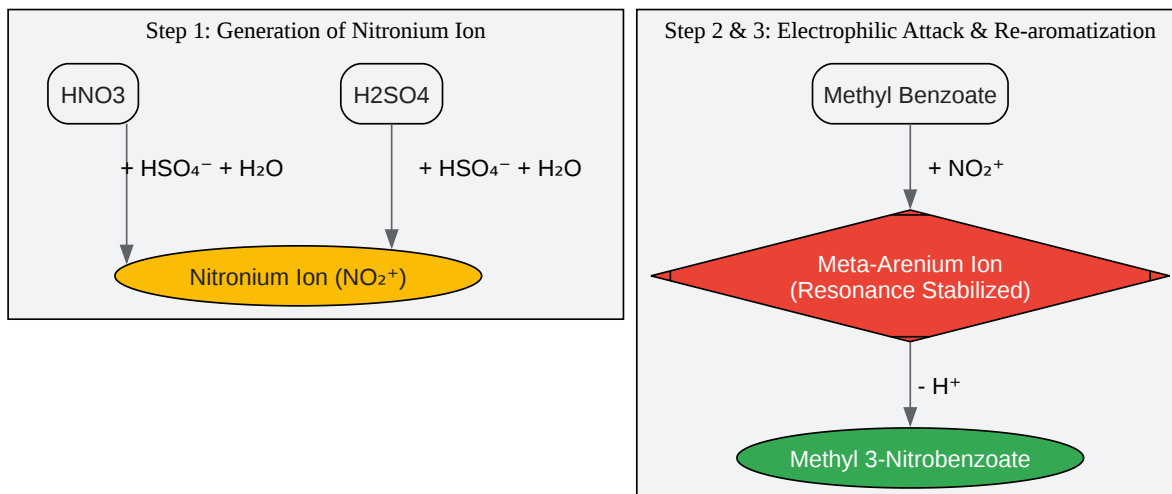 Step 1: Generation of Nitronium Ion
HNO3
H2SO4
+ HSO₄⁻ + H₂O
+ HSO₄⁻ + H₂O
Nitronium Ion (NO₂⁺)
Step 2 & 3: Electrophilic Attack & Re-aromatization
Methyl Benzoate
+ NO₂⁺
Meta-Arenium Ion
(Resonance Stabilized)
- H⁺
Methyl 3-Nitrobenzoate